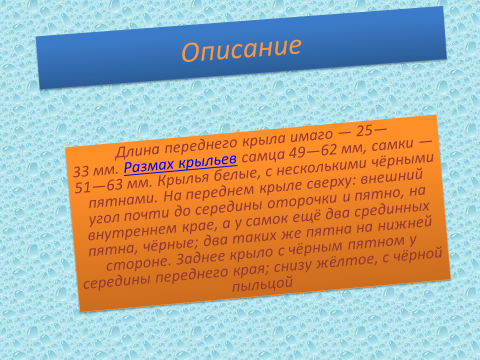 Описание
Длина переднего крыла имаго — 25—
33 мм. Размах крыльев самца 49—62 мм, самки —
51—63 мм. Крылья белые, с несколькими чёрными
пятнами. На переднем крыле сверху: внешний
угол почти до середины оторочки и пятно, на
внутреннем крае, а у самок ещё два срединных
пятна, чёрные; два таких же пятна на нижней
стороне. Заднее крыло с чёрным пятном у
середины переднего края; снизу жёлтое, с чёрной
пыльцой